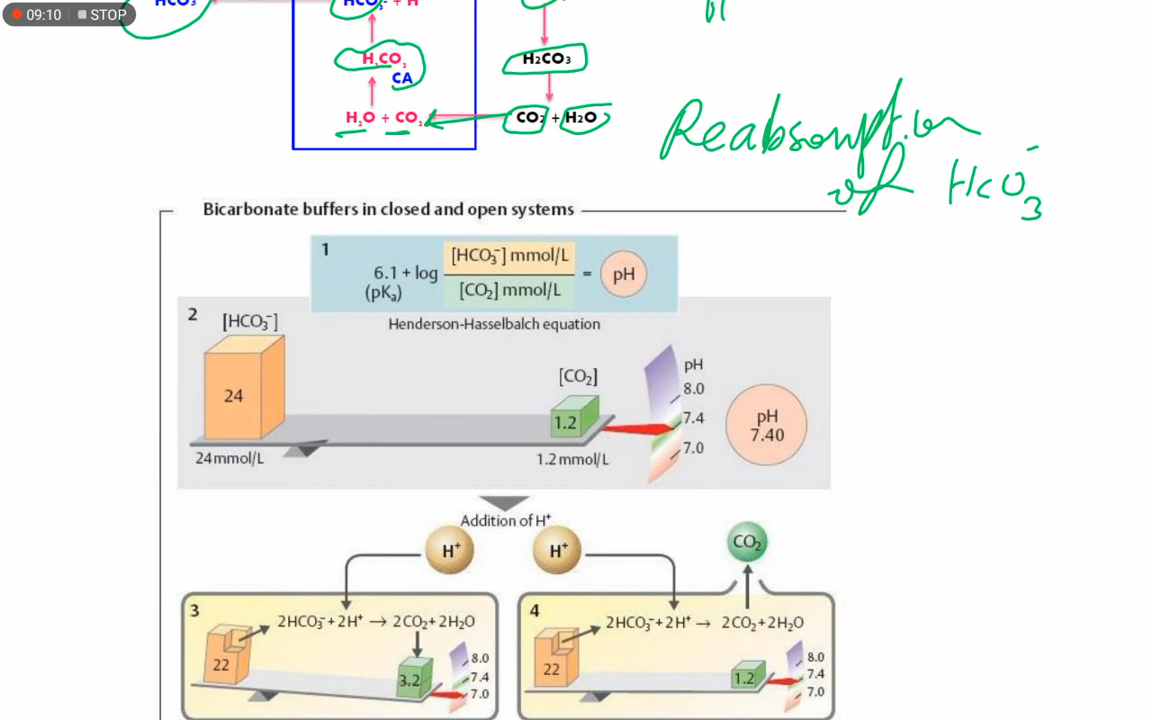 09:10 STOP
HCO3
HCO3- + H
H2CO3
CA
H2CO3
H2O + CO2
CO2 + H2O
Reabsorption
of HCO3-
Bicarbonate buffers in closed and open systems
1
6.1 + log [HCO3-] mmol/L / [CO2] mmol/L = pH
(pKa)
Henderson-Hasselbalch equation
2
[HCO3-]
24
24 mmol/L
[CO2]
1.2
1.2 mmol/L
pH
8.0
7.4
7.0
pH
7.40
Addition of H+
H+
H+
CO2
3
2HCO3- + 2H+ → 2CO2 + 2H2O
22
3.2
8.0
7.4
7.0
4
2HCO3- + 2H+ → 2CO2 + 2H2O
22
1.2
8.0
7.4
7.0